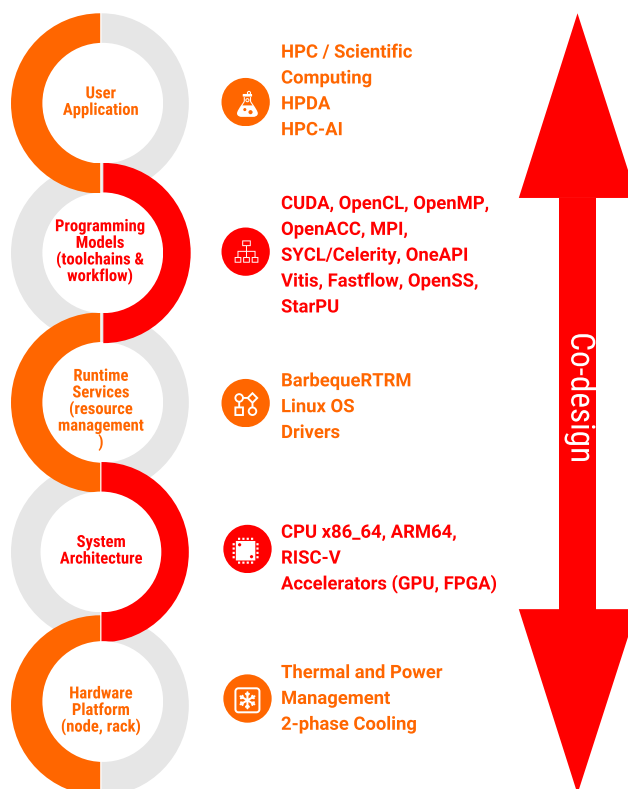 User
Application
HPC / Scientific
Computing
HPDA
HPC-AI
Programming
Models
(toolchains &
workflow)
CUDA, OpenCL, OpenMP,
OpenACC, MPI,
SYCL/Celerity, OneAPI
Vitis, Fastflow, OpenSS,
StarPU
Runtime
Services
(resource
management
)
BarbequeRTRM
Linux OS
Drivers
System
Architecture
CPU x86_64, ARM64,
RISC-V
Accelerators (GPU, FPGA)
Hardware
Platform
(node, rack)
Thermal and Power
Management
2-phase Cooling
Co-design